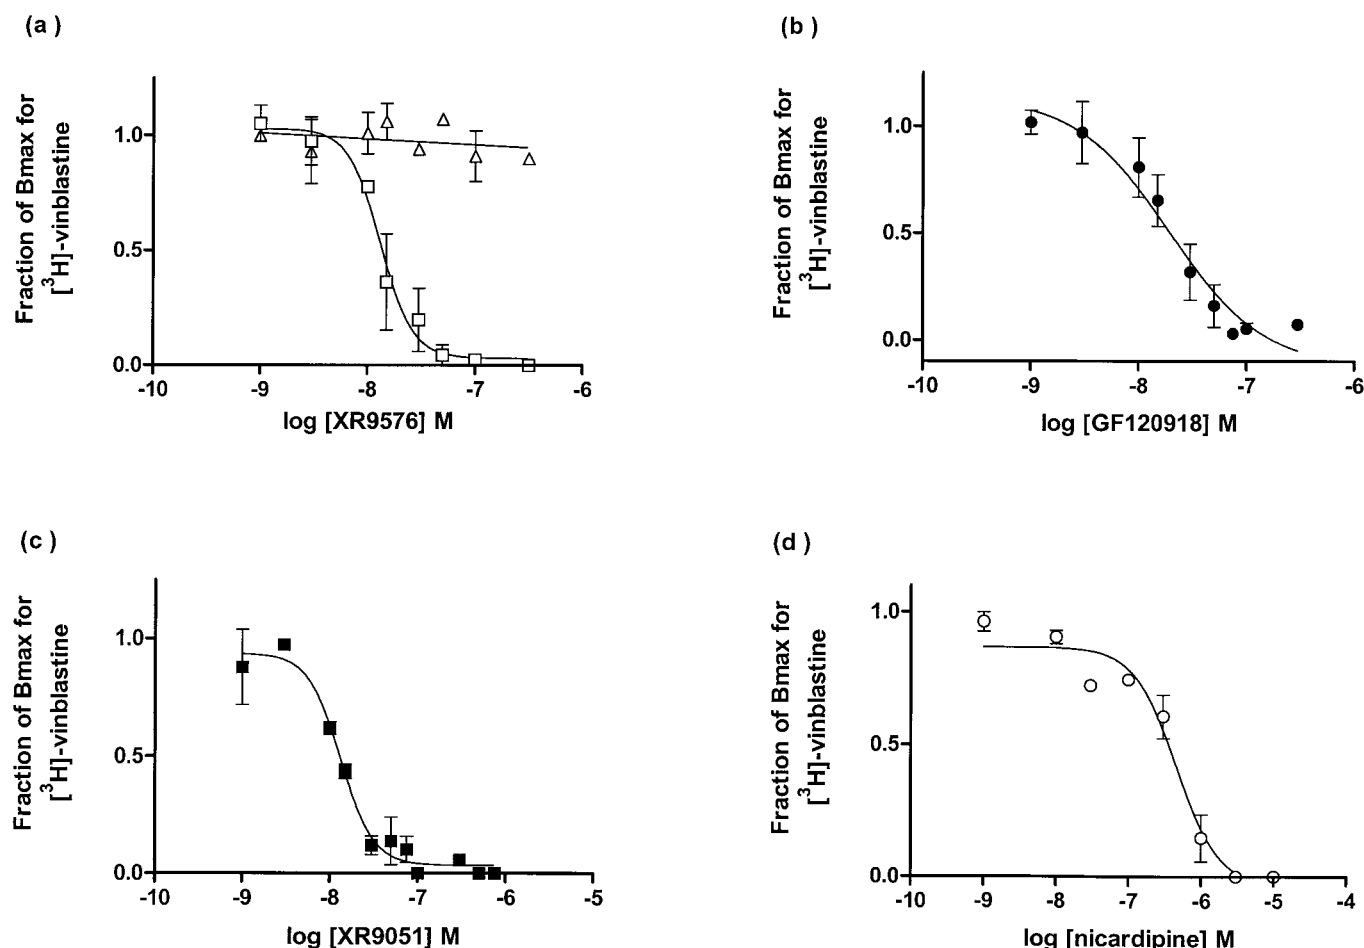 (a)
Fraction of Bmax for
[³H]-vinblastine
1.0
0.5
0.0
-10
-9
-8
-7
-6
log [XR9576] M
(b)
Fraction of Bmax for
[³H]-vinblastine
1.0
0.5
0.0
-10
-9
-8
-7
-6
log [GF120918] M
(c)
Fraction of Bmax for
[³H]-vinblastine
1.0
0.5
0.0
-10
-9
-8
-7
-6
-5
log [XR9051] M
(d)
Fraction of Bmax for
[³H]-vinblastine
1.0
0.5
0.0
-10
-9
-8
-7
-6
-5
-4
log [nicardipine] M